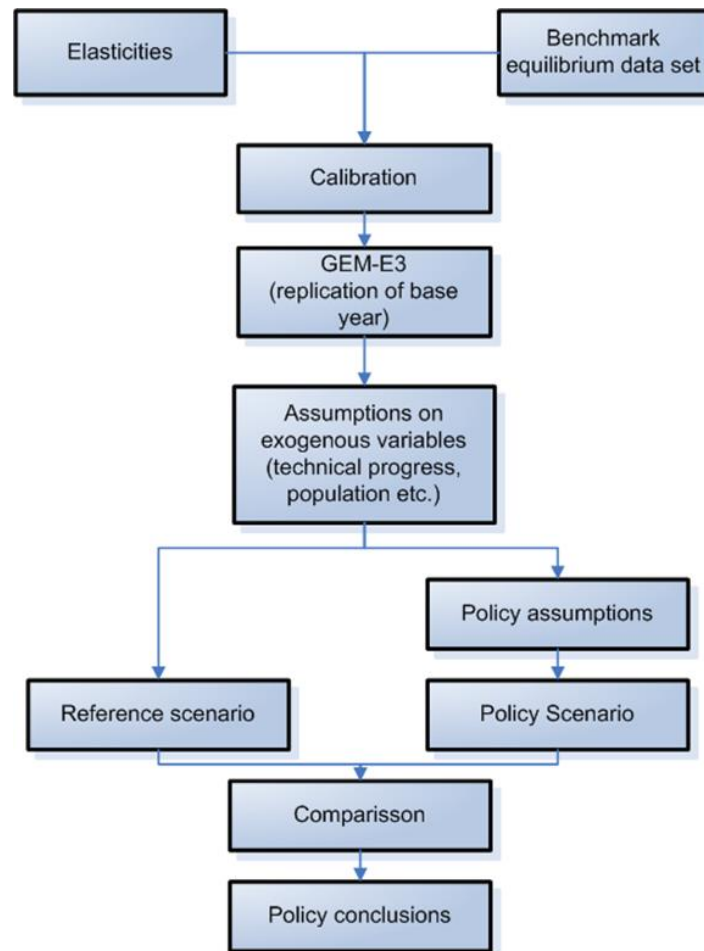 Elasticities
Benchmark
equilibrium data set
Calibration
GEM-E3
(replication of base
year)
Assumptions on
exogenous variables
(technical progress,
population etc.)
Policy assumptions
Reference scenario
Policy Scenario
Comparisson
Policy conclusions